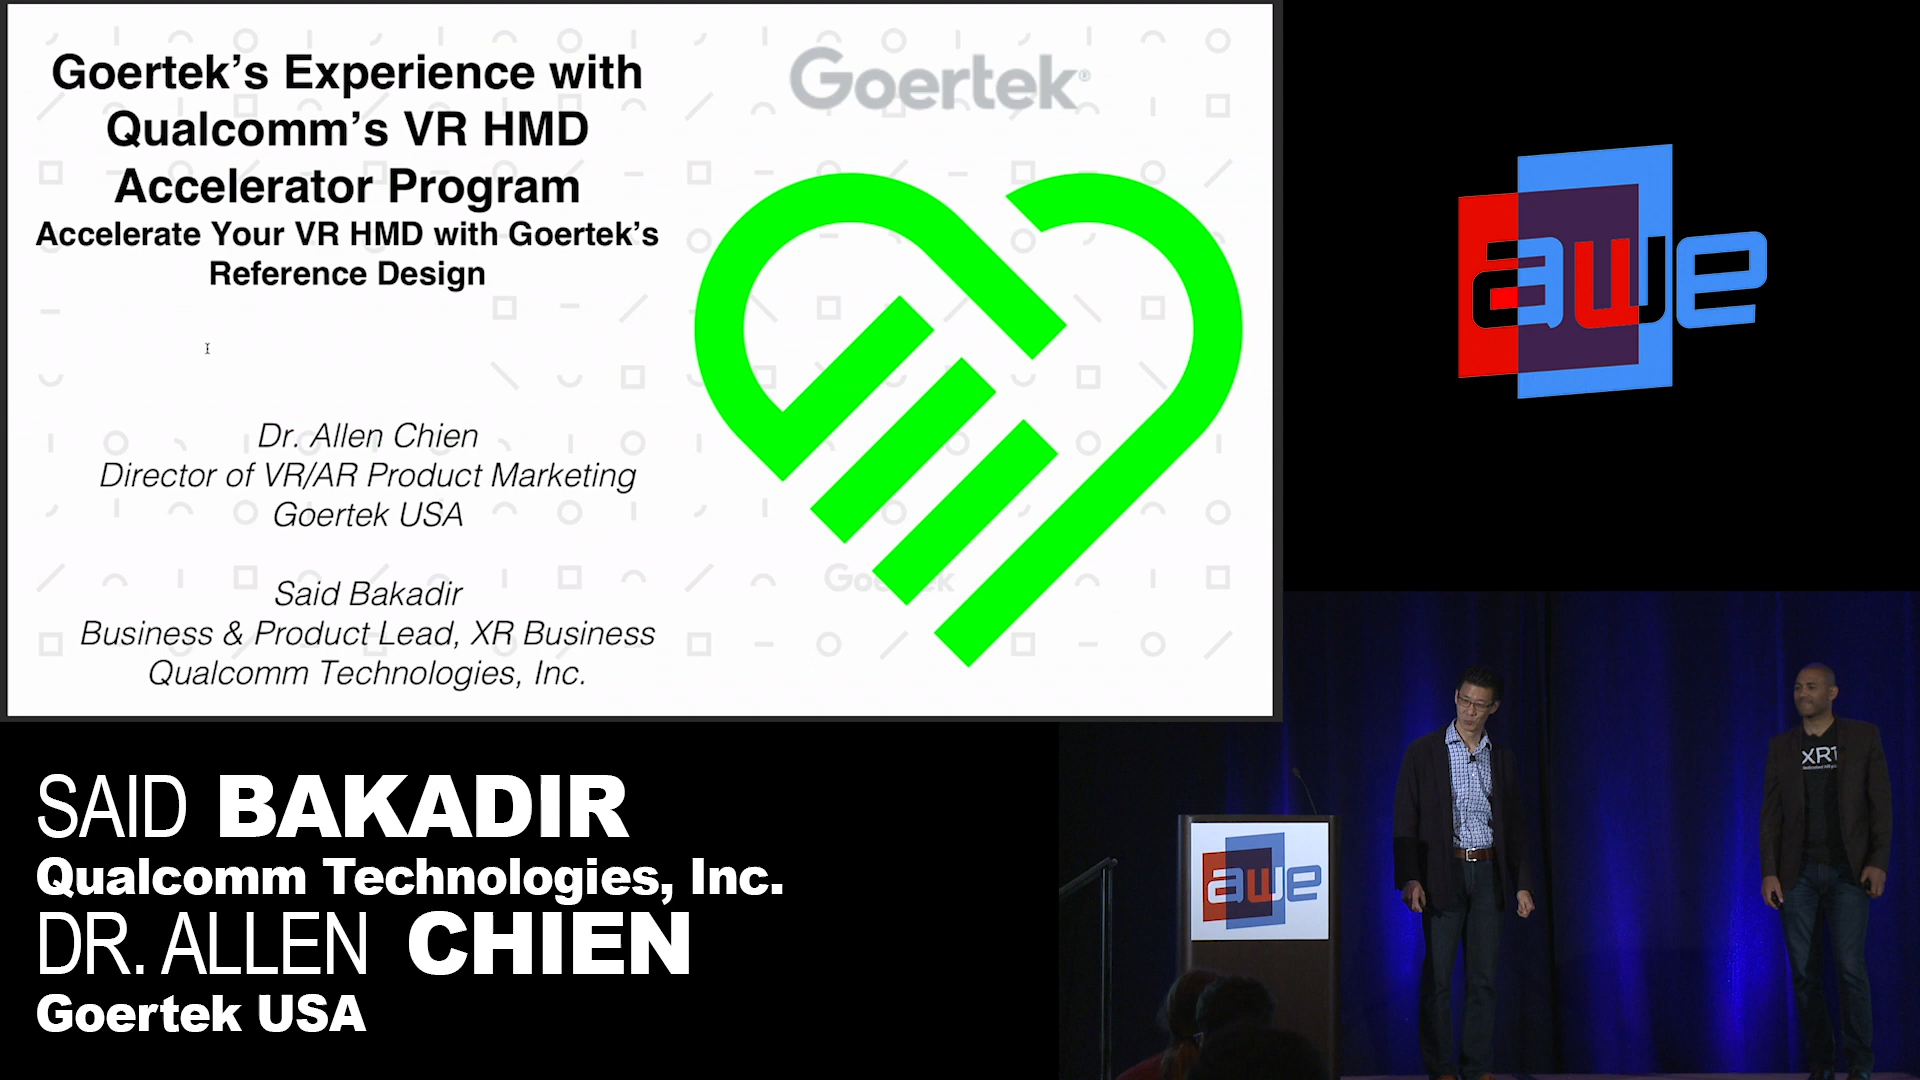 Goertek’s Experience with
Qualcomm’s VR HMD
Accelerator Program
Accelerate Your VR HMD with Goertek’s
Reference Design
Dr. Allen Chien
Director of VR/AR Product Marketing
Goertek USA
Said Bakadir
Business & Product Lead, XR Business
Qualcomm Technologies, Inc.
Goertek®
Goertek
awe
SAID BAKADIR
Qualcomm Technologies, Inc.
DR. ALLEN CHIEN
Goertek USA
awe
XR1